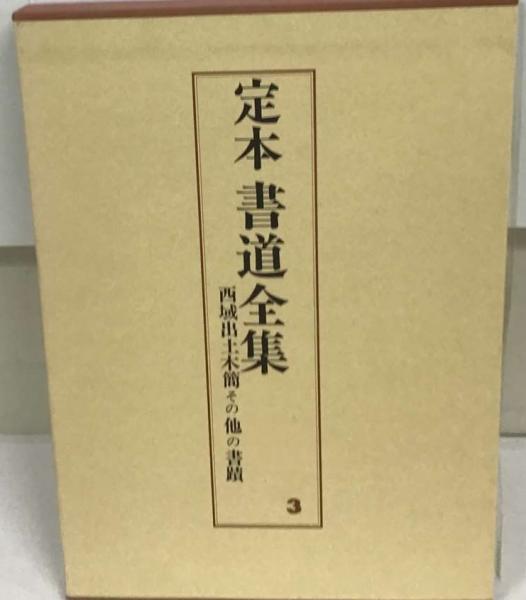 定本 書道全集
西域出土木簡その他の書蹟
3